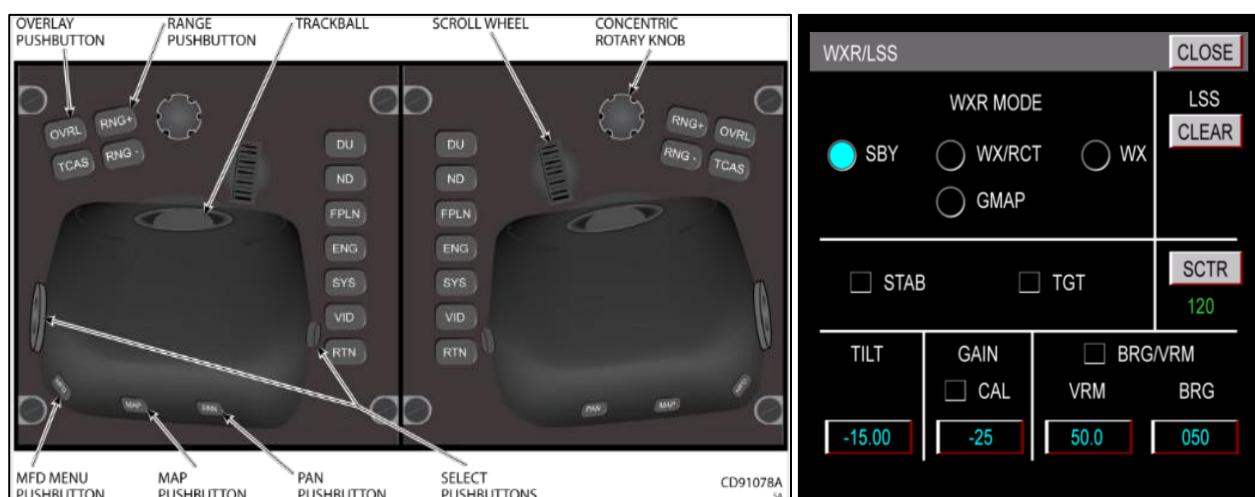 OVERLAY
PUSHBUTTON
RANGE
PUSHBUTTON
TRACKBALL
SCROLL WHEEL
CONCENTRIC
ROTARY KNOB
OVRL
RNG+
TCAS
RNG -
DU
ND
FPLN
ENG
SYS
VID
RTN
MFD
MAP
PAN
DU
ND
FPLN
ENG
SYS
VID
RTN
RNG+
OVRL
RNG -
TCAS
PAN
MAP
MFD
MFD MENU
PUSHBUTTON
MAP
PUSHBUTTON
PAN
PUSHBUTTON
SELECT
PUSHBUTTONS
CD91078A
WXR/LSS
CLOSE
WXR MODE
LSS
CLEAR
SBY
WX/RCT
WX
GMAP
STAB
TGT
SCTR
120
TILT
GAIN
BRG/VRM
CAL
VRM
BRG
-15.00
-25
50.0
050